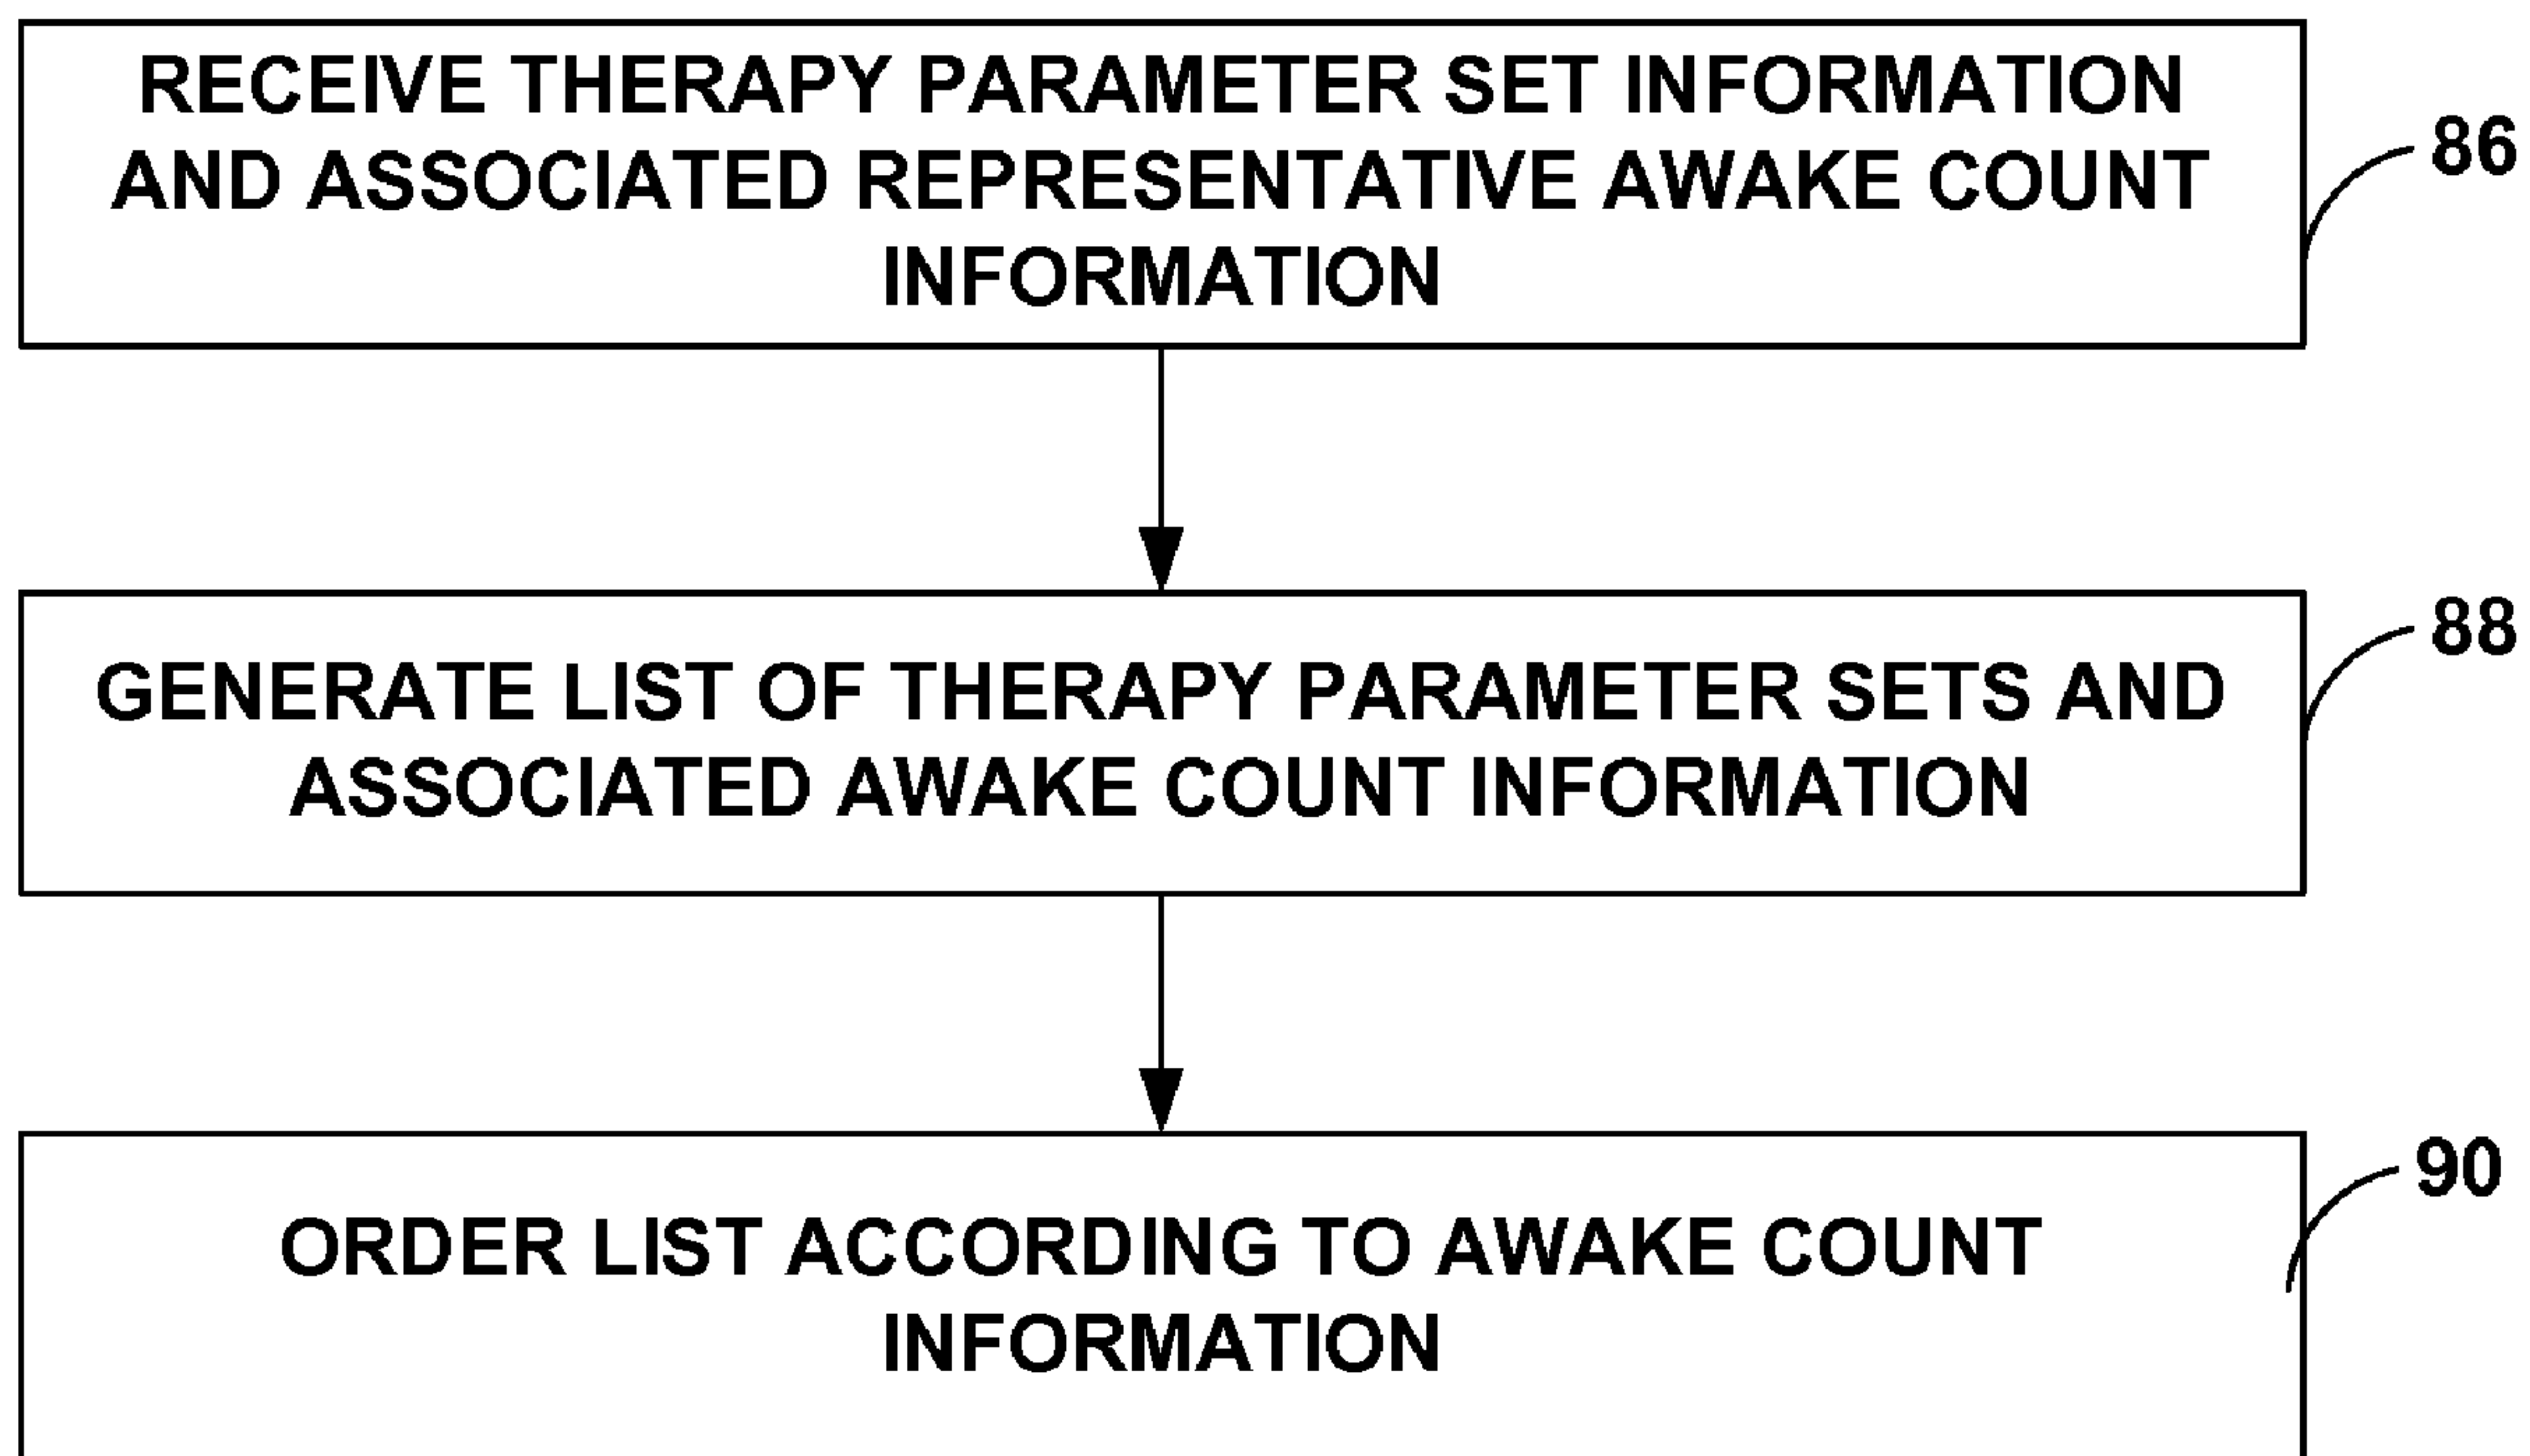 RECEIVE THERAPY PARAMETER SET INFORMATION
AND ASSOCIATED REPRESENTATIVE AWAKE COUNT
INFORMATION
86
GENERATE LIST OF THERAPY PARAMETER SETS AND
ASSOCIATED AWAKE COUNT INFORMATION
88
ORDER LIST ACCORDING TO AWAKE COUNT
INFORMATION
90